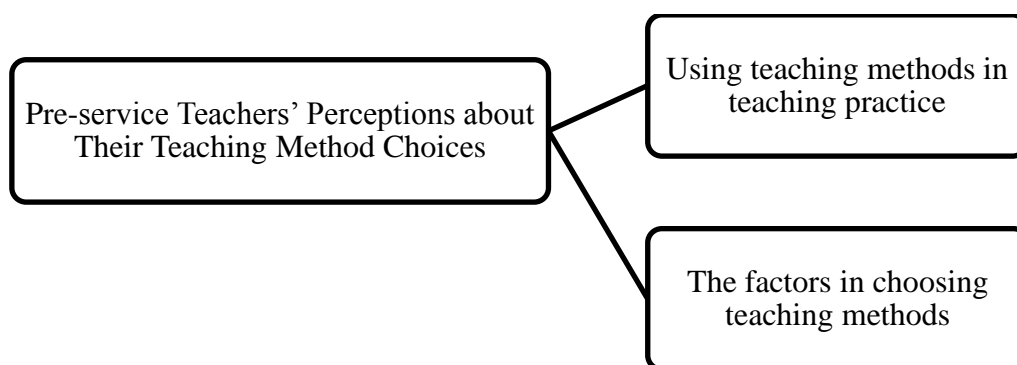 Pre-service Teachers’ Perceptions about
Their Teaching Method Choices
Using teaching methods in
teaching practice
The factors in choosing
teaching methods